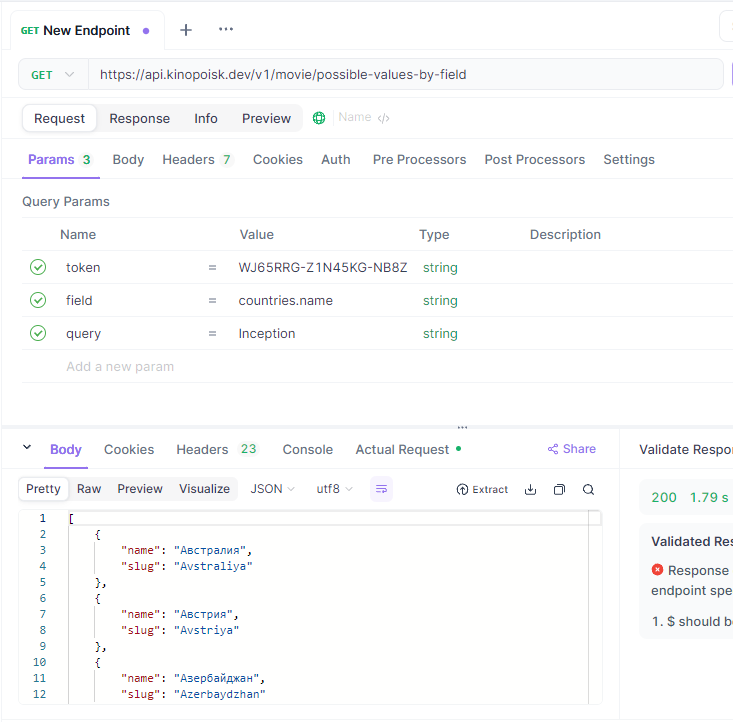 GET New Endpoint
GET https://api.kinopoisk.dev/v1/movie/possible-values-by-field
Request Response Info Preview Name </>
Params 3 Body Headers 7 Cookies Auth Pre Processors Post Processors Settings
Query Params
Name Value Type Description
token = WJ65RRG-Z1N45KG-NB8Z string
field = countries.name string
query = Inception string
Add a new param
Body Cookies Headers 23 Console Actual Request Share
Pretty Raw Preview Visualize JSON utf8 Extract
1 [
2 {
3 "name": "Австралия",
4 "slug": "Avstraliya"
5 },
6 {
7 "name": "Австрия",
8 "slug": "Avstriya"
9 },
10 {
11 "name": "Азербайджан",
12 "slug": "Azerbaydzhan"
Validate Respo
200 1.79 s
Validated Res
Response
endpoint spe
1. $ should be